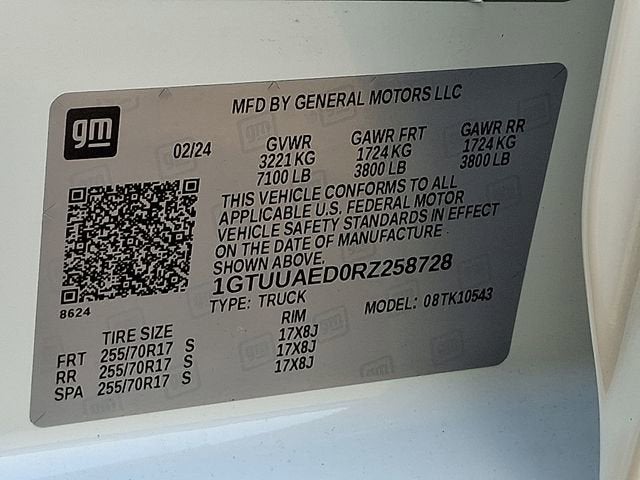 gm
MFD BY GENERAL MOTORS LLC
02/24 GVWR GAWR FRT GAWR RR
3221 KG 1724 KG 1724 KG
7100 LB 3800 LB 3800 LB
THIS VEHICLE CONFORMS TO ALL
APPLICABLE U.S. FEDERAL MOTOR
VEHICLE SAFETY STANDARDS IN EFFECT
ON THE DATE OF MANUFACTURE
SHOWN ABOVE.
1GTUUAED0RZ258728
TYPE: TRUCK MODEL: 08TK10543
8624
TIRE SIZE RIM
FRT 255/70R17 S 17X8J
RR 255/70R17 S 17X8J
SPA 255/70R17 S 17X8J